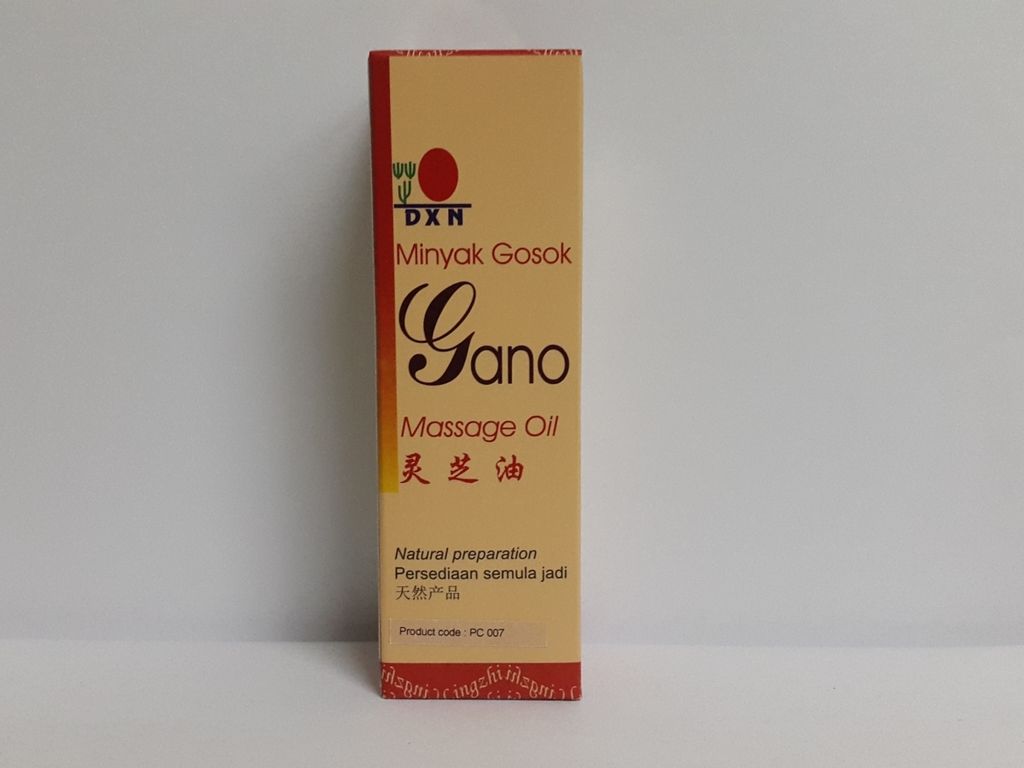 DXN
Minyak Gosok
Gano
Massage Oil
灵芝油
Natural preparation
Persediaan semula jadi
天然产品
Product code : PC 007
Lingzhi